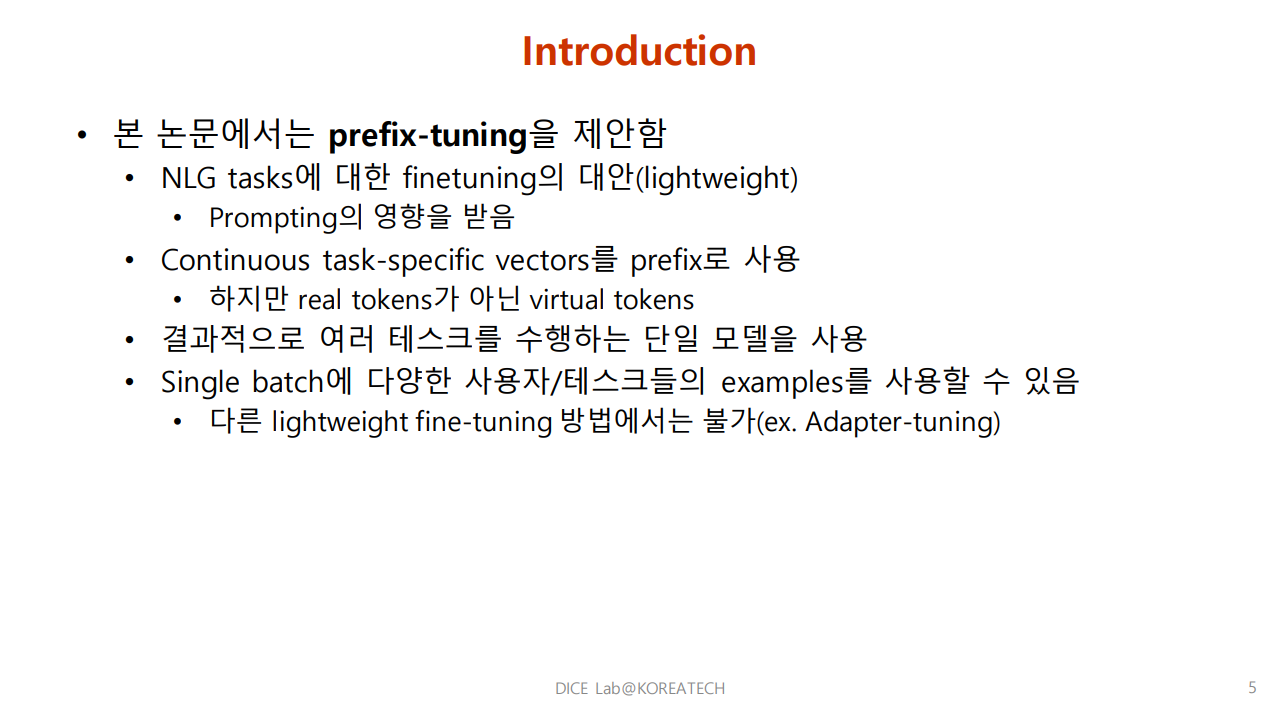 Introduction
• 본 논문에서는 prefix-tuning을 제안함
• NLG tasks에 대한 finetuning의 대안(lightweight)
• Prompting의 영향을 받음
• Continuous task-specific vectors를 prefix로 사용
• 하지만 real tokens가 아닌 virtual tokens
• 결과적으로 여러 테스크를 수행하는 단일 모델을 사용
• Single batch에 다양한 사용자/테스크들의 examples를 사용할 수 있음
• 다른 lightweight fine-tuning 방법에서는 불가(ex. Adapter-tuning)
DICE Lab@KOREATECH
5